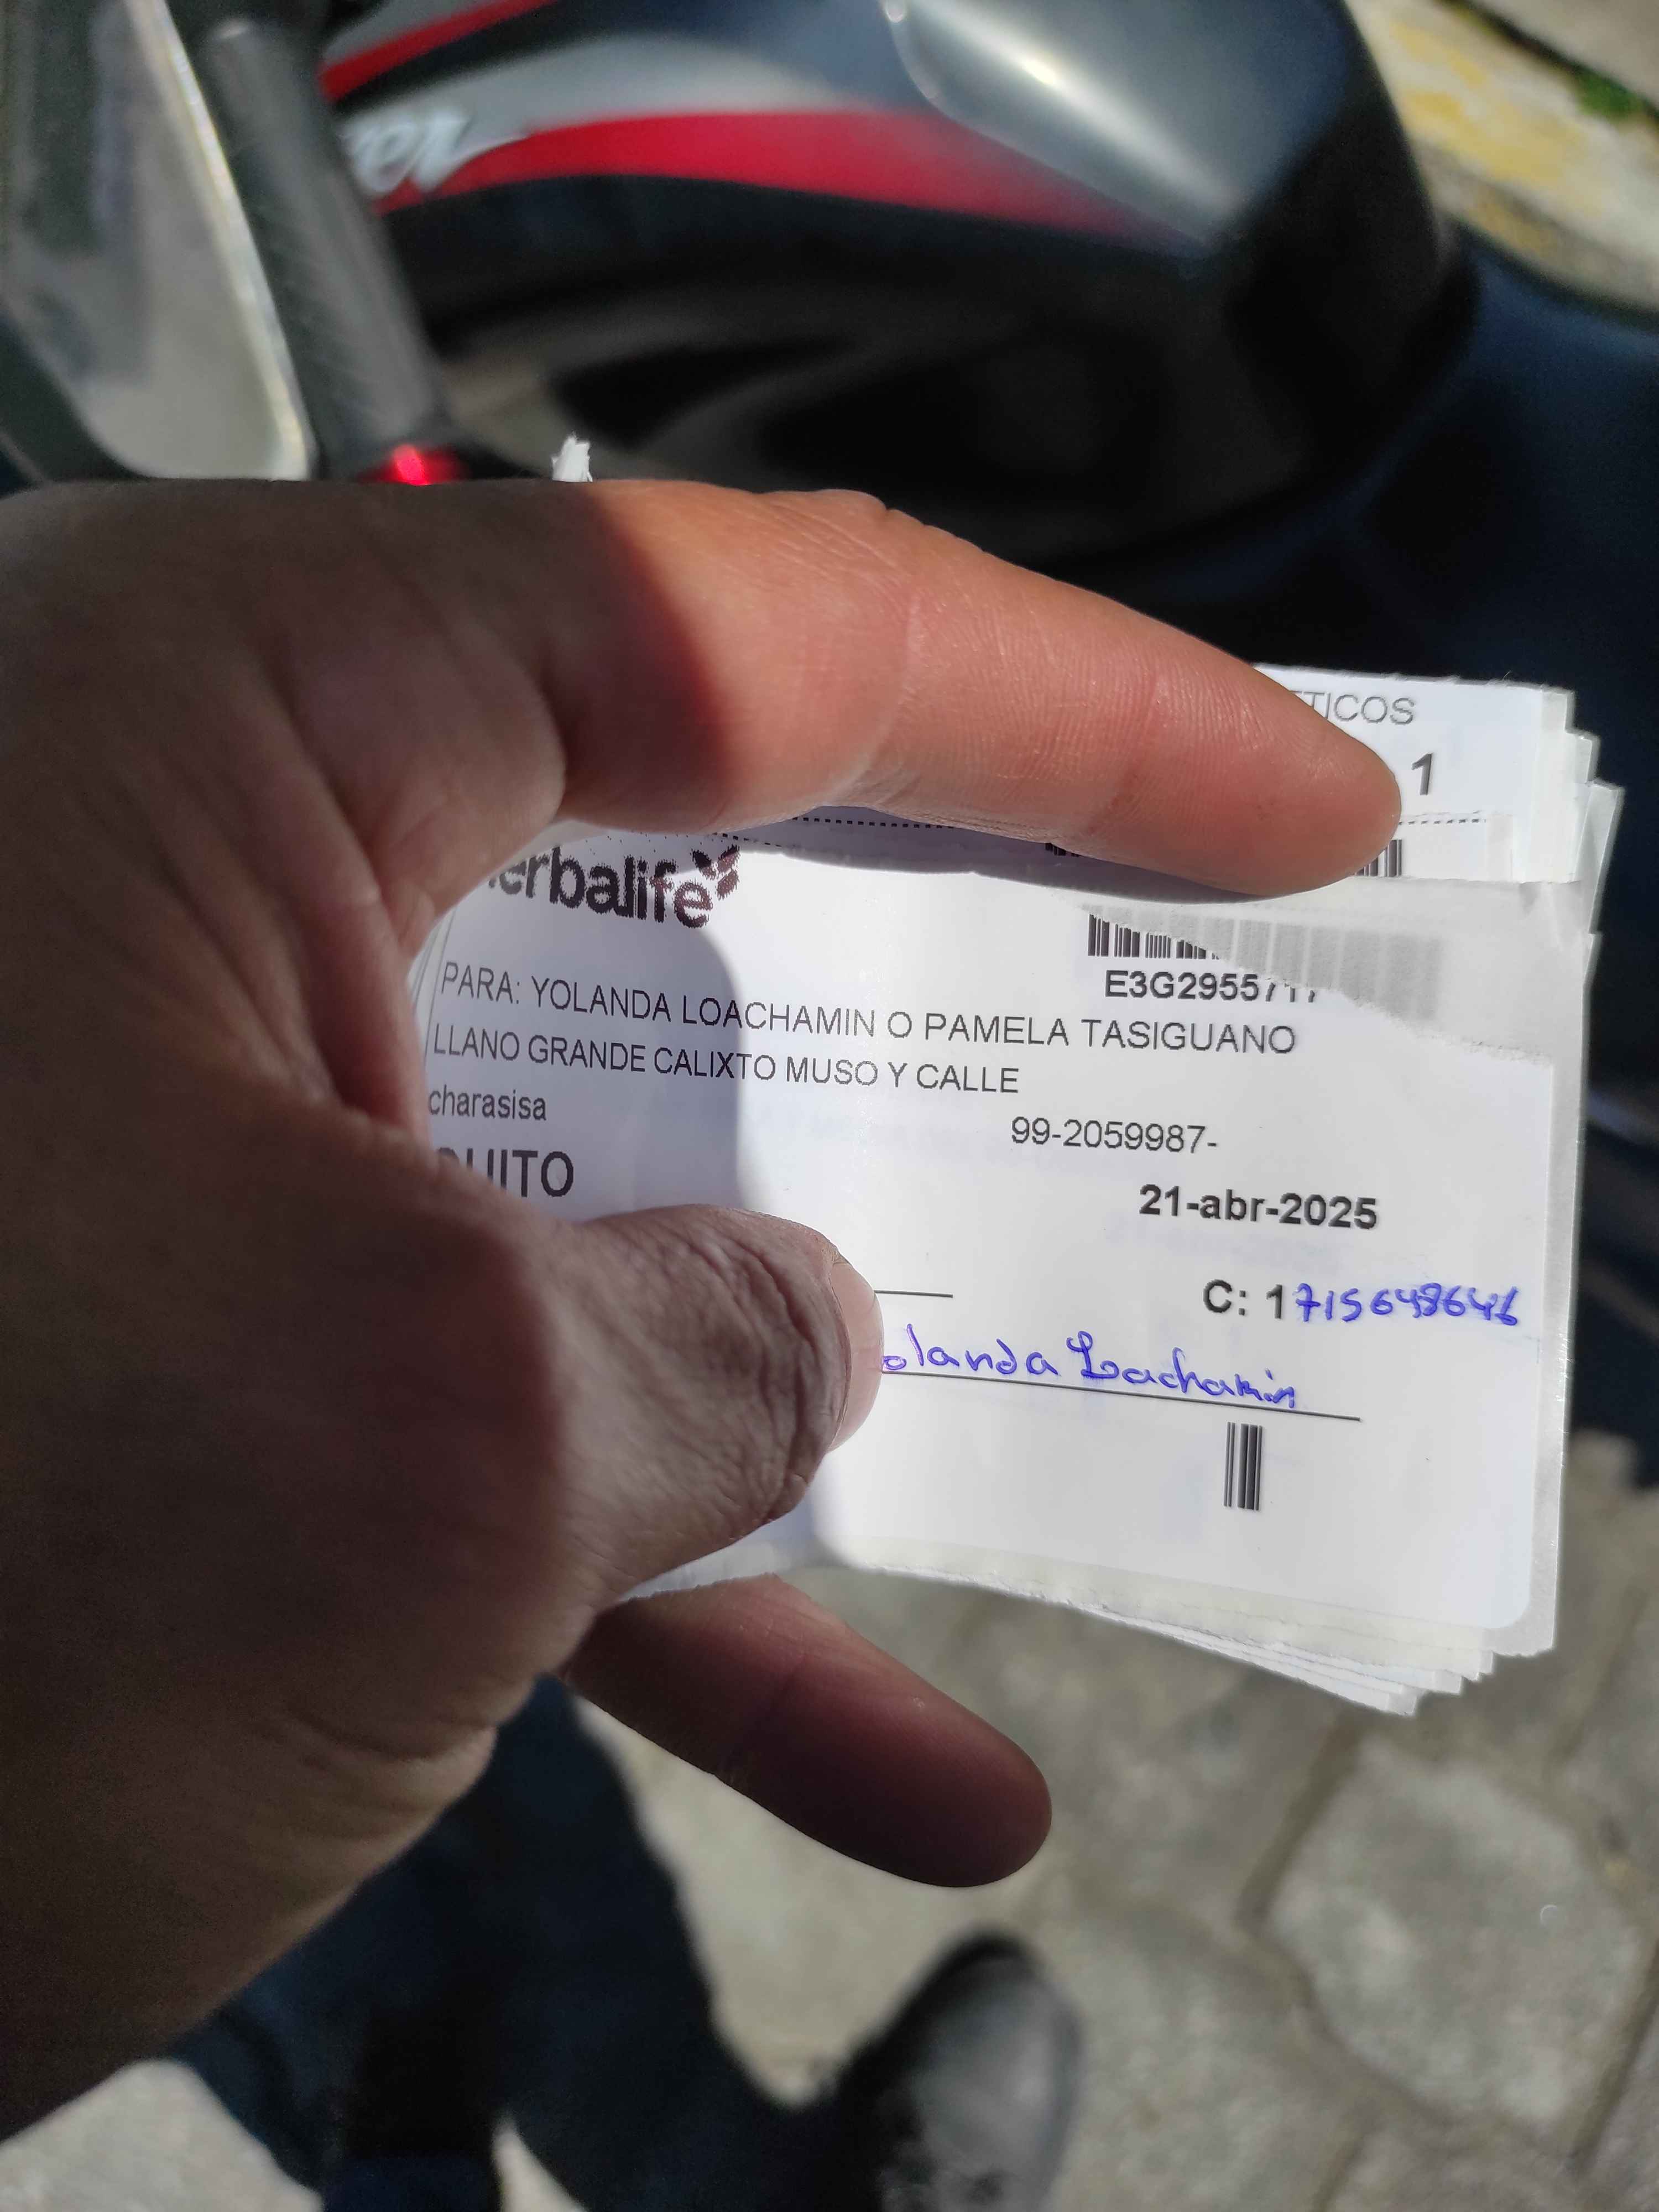 TICOS
1
erbalife
E3G2955717
PARA: YOLANDA LOACHAMIN O PAMELA TASIGUANO
LLANO GRANDE CALIXTO MUSO Y CALLE
charasisa
99-2059987-
QUITO
21-abr-2025
C: 1715648646
olanda Loachamin